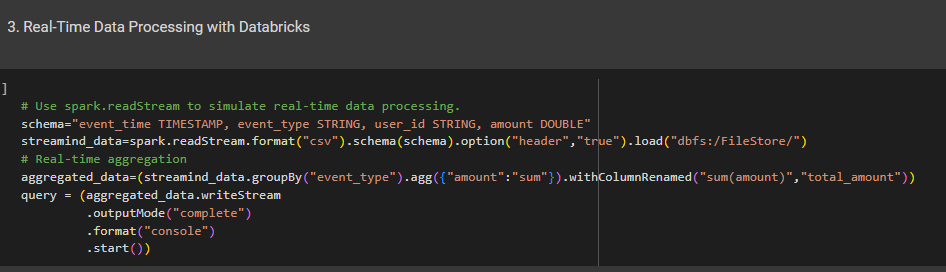 3. Real-Time Data Processing with Databricks
]
# Use spark.readStream to simulate real-time data processing.
schema="event_time TIMESTAMP, event_type STRING, user_id STRING, amount DOUBLE"
streamind_data=spark.readStream.format("csv").schema(schema).option("header","true").load("dbfs:/FileStore/")
# Real-time aggregation
aggregated_data=(streamind_data.groupBy("event_type").agg({"amount":"sum"}).withColumnRenamed("sum(amount)","total_amount"))
query = (aggregated_data.writeStream
.outputMode("complete")
.format("console")
.start())